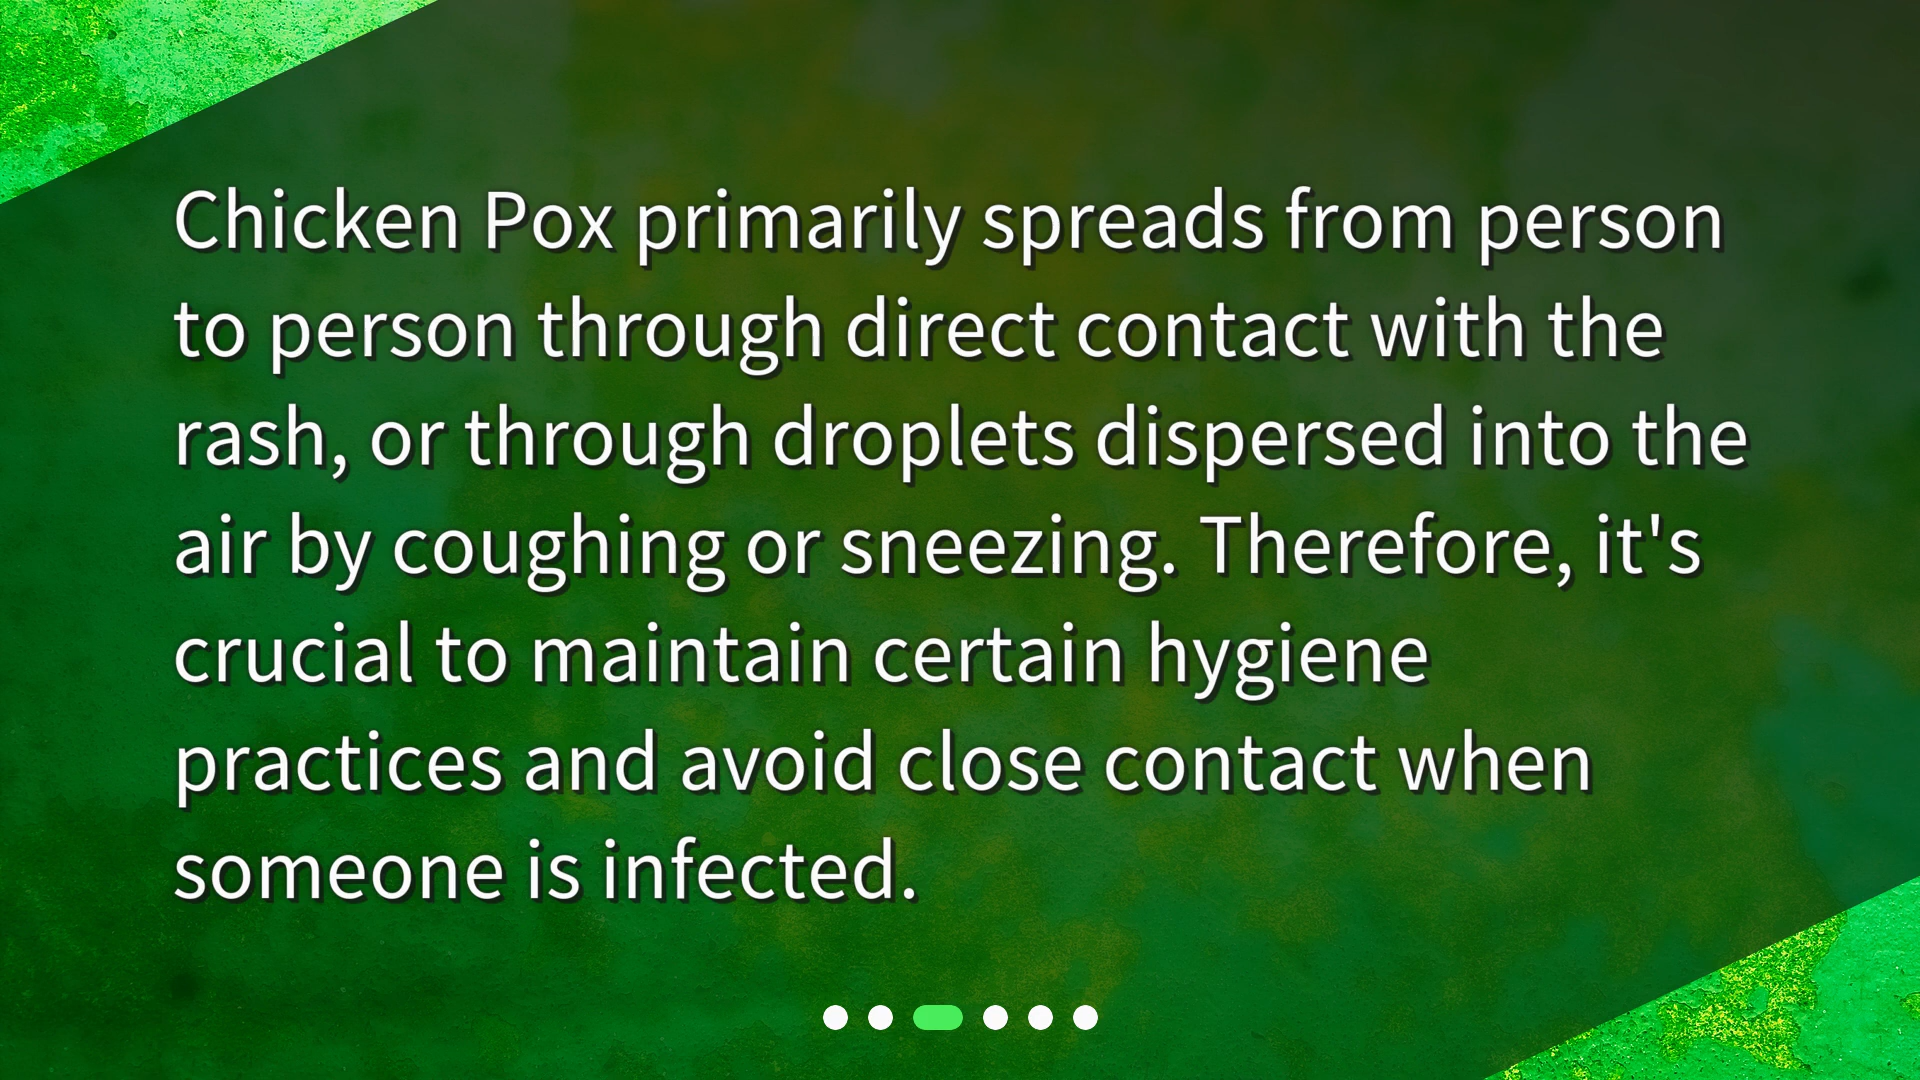 Chicken Pox primarily spreads from person
to person through direct contact with the
rash, or through droplets dispersed into the
air by coughing or sneezing. Therefore, it's
crucial to maintain certain hygiene
practices and avoid close contact when
someone is infected.